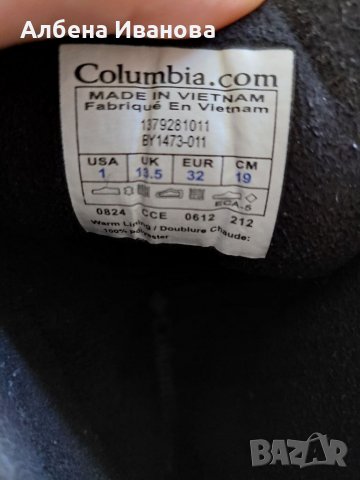 Албена Иванова
Columbia.com
MADE IN VIETNAM
Fabriqué En Vietnam
1379281011
BY1473-011
USA UK EUR CM
1 13.5 32 19
ECA-5
0824 CCE 0612 212
Warm Lining / Doublure Chaude:
100% polyester
BAZAR